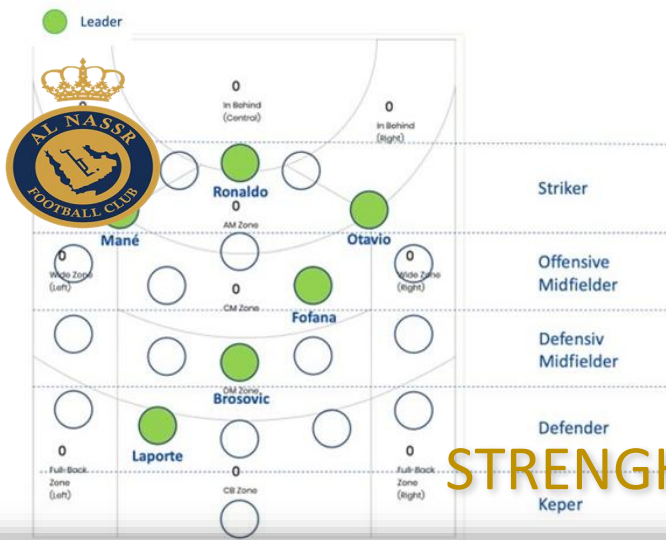 Leader
AL NASSR
FOOTBALL CLUB
0
In Behind
(Central)
0
In Behind
(Right)
Ronaldo
Striker
0
AM Zone
Mané
Otavio
0
Wide Zone
(Left)
0
Wide Zone
(Right)
Offensive
Midfielder
0
CM Zone
Fofana
Defensiv
Midfielder
DM Zone
Brosovic
Laporte
Defender
0
Full-Back
Zone
(Left)
0
CB Zone
0
Full-Back
Zone
(Right)
STRENGH
Keper